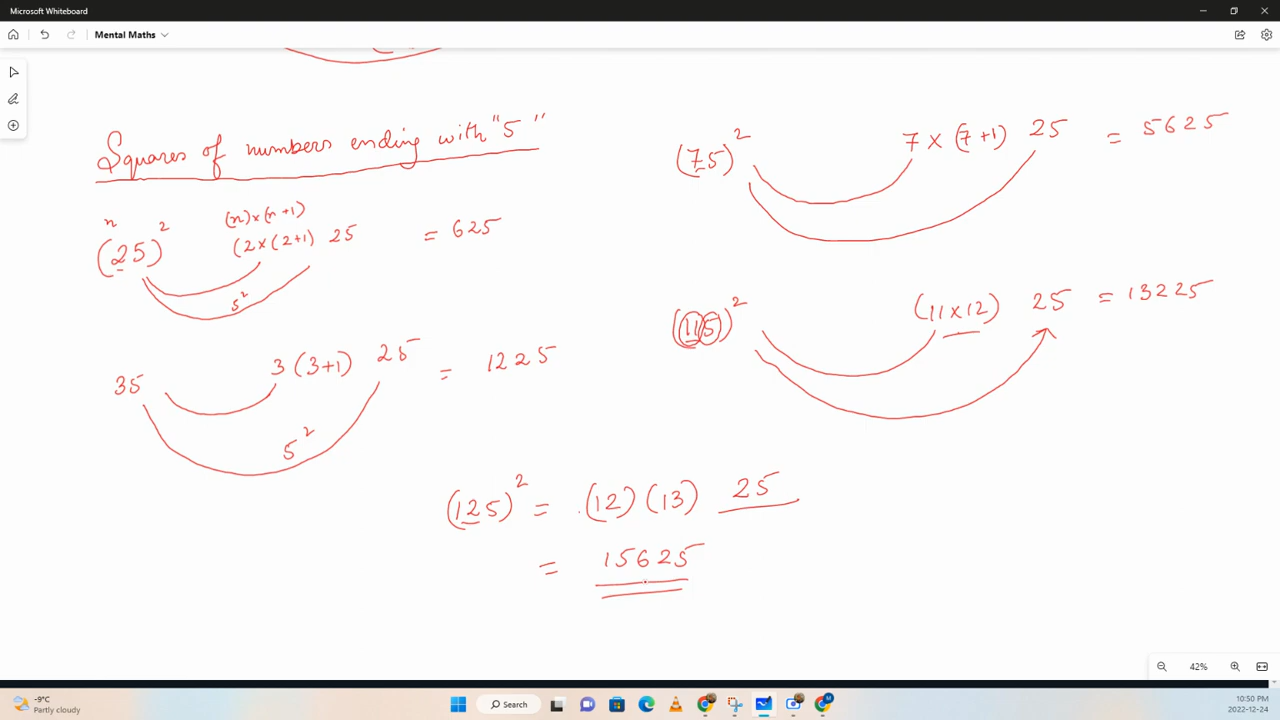 Microsoft Whiteboard
Mental Maths
Squares of numbers ending with "5"
n
(25)² (n)×(n+1)
(2×(2+1) 25 = 625
5²
35 3(3+1) 25 = 1225
5²
(75)² 7×(7+1) 25 = 5625
(115)² (11×12) 25 = 13225
(125)² = (12)(13) 25
= 15625
42%
-9°C
Partly cloudy
Search
10:50 PM
2022-12-24